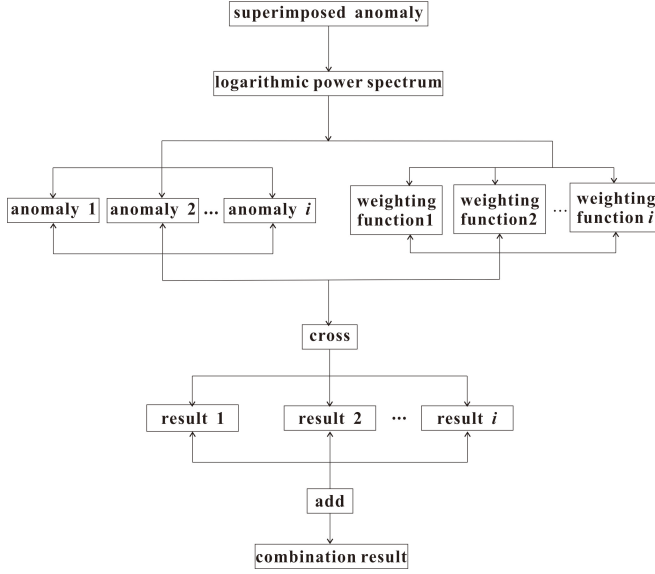 superimposed anomaly
logarithmic power spectrum
anomaly 1 anomaly 2 ... anomaly i
weighting function1 weighting function2 ... weighting function i
cross
result 1 result 2 ... result i
add
combination result